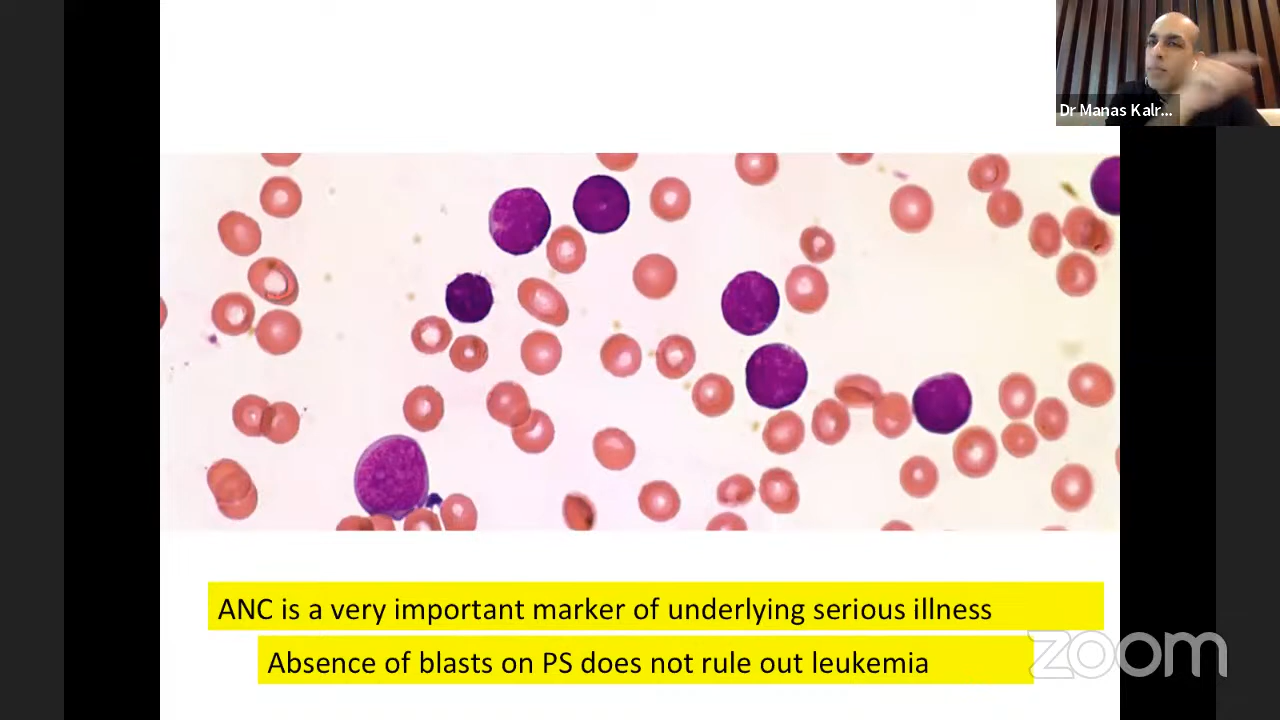 Dr Manas Kalr...
ANC is a very important marker of underlying serious illness
Absence of blasts on PS does not rule out leukemia
zoom